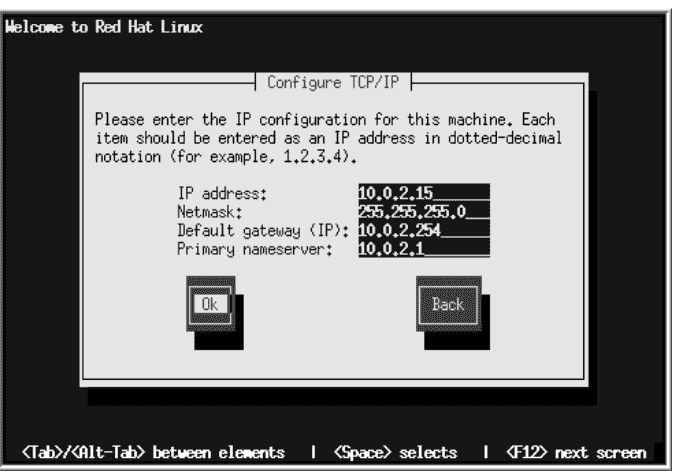 Welcome to Red Hat Linux
Configure TCP/IP
Please enter the IP configuration for this machine. Each
item should be entered as an IP address in dotted-decimal
notation (for example, 1.2.3.4).
IP address: 10.0.2.15
Netmask: 255.255.255.0
Default gateway (IP): 10.0.2.254
Primary nameserver: 10.0.2.1
Ok Back
<Tab>/<Alt-Tab> between elements | <Space> selects | <F12> next screen